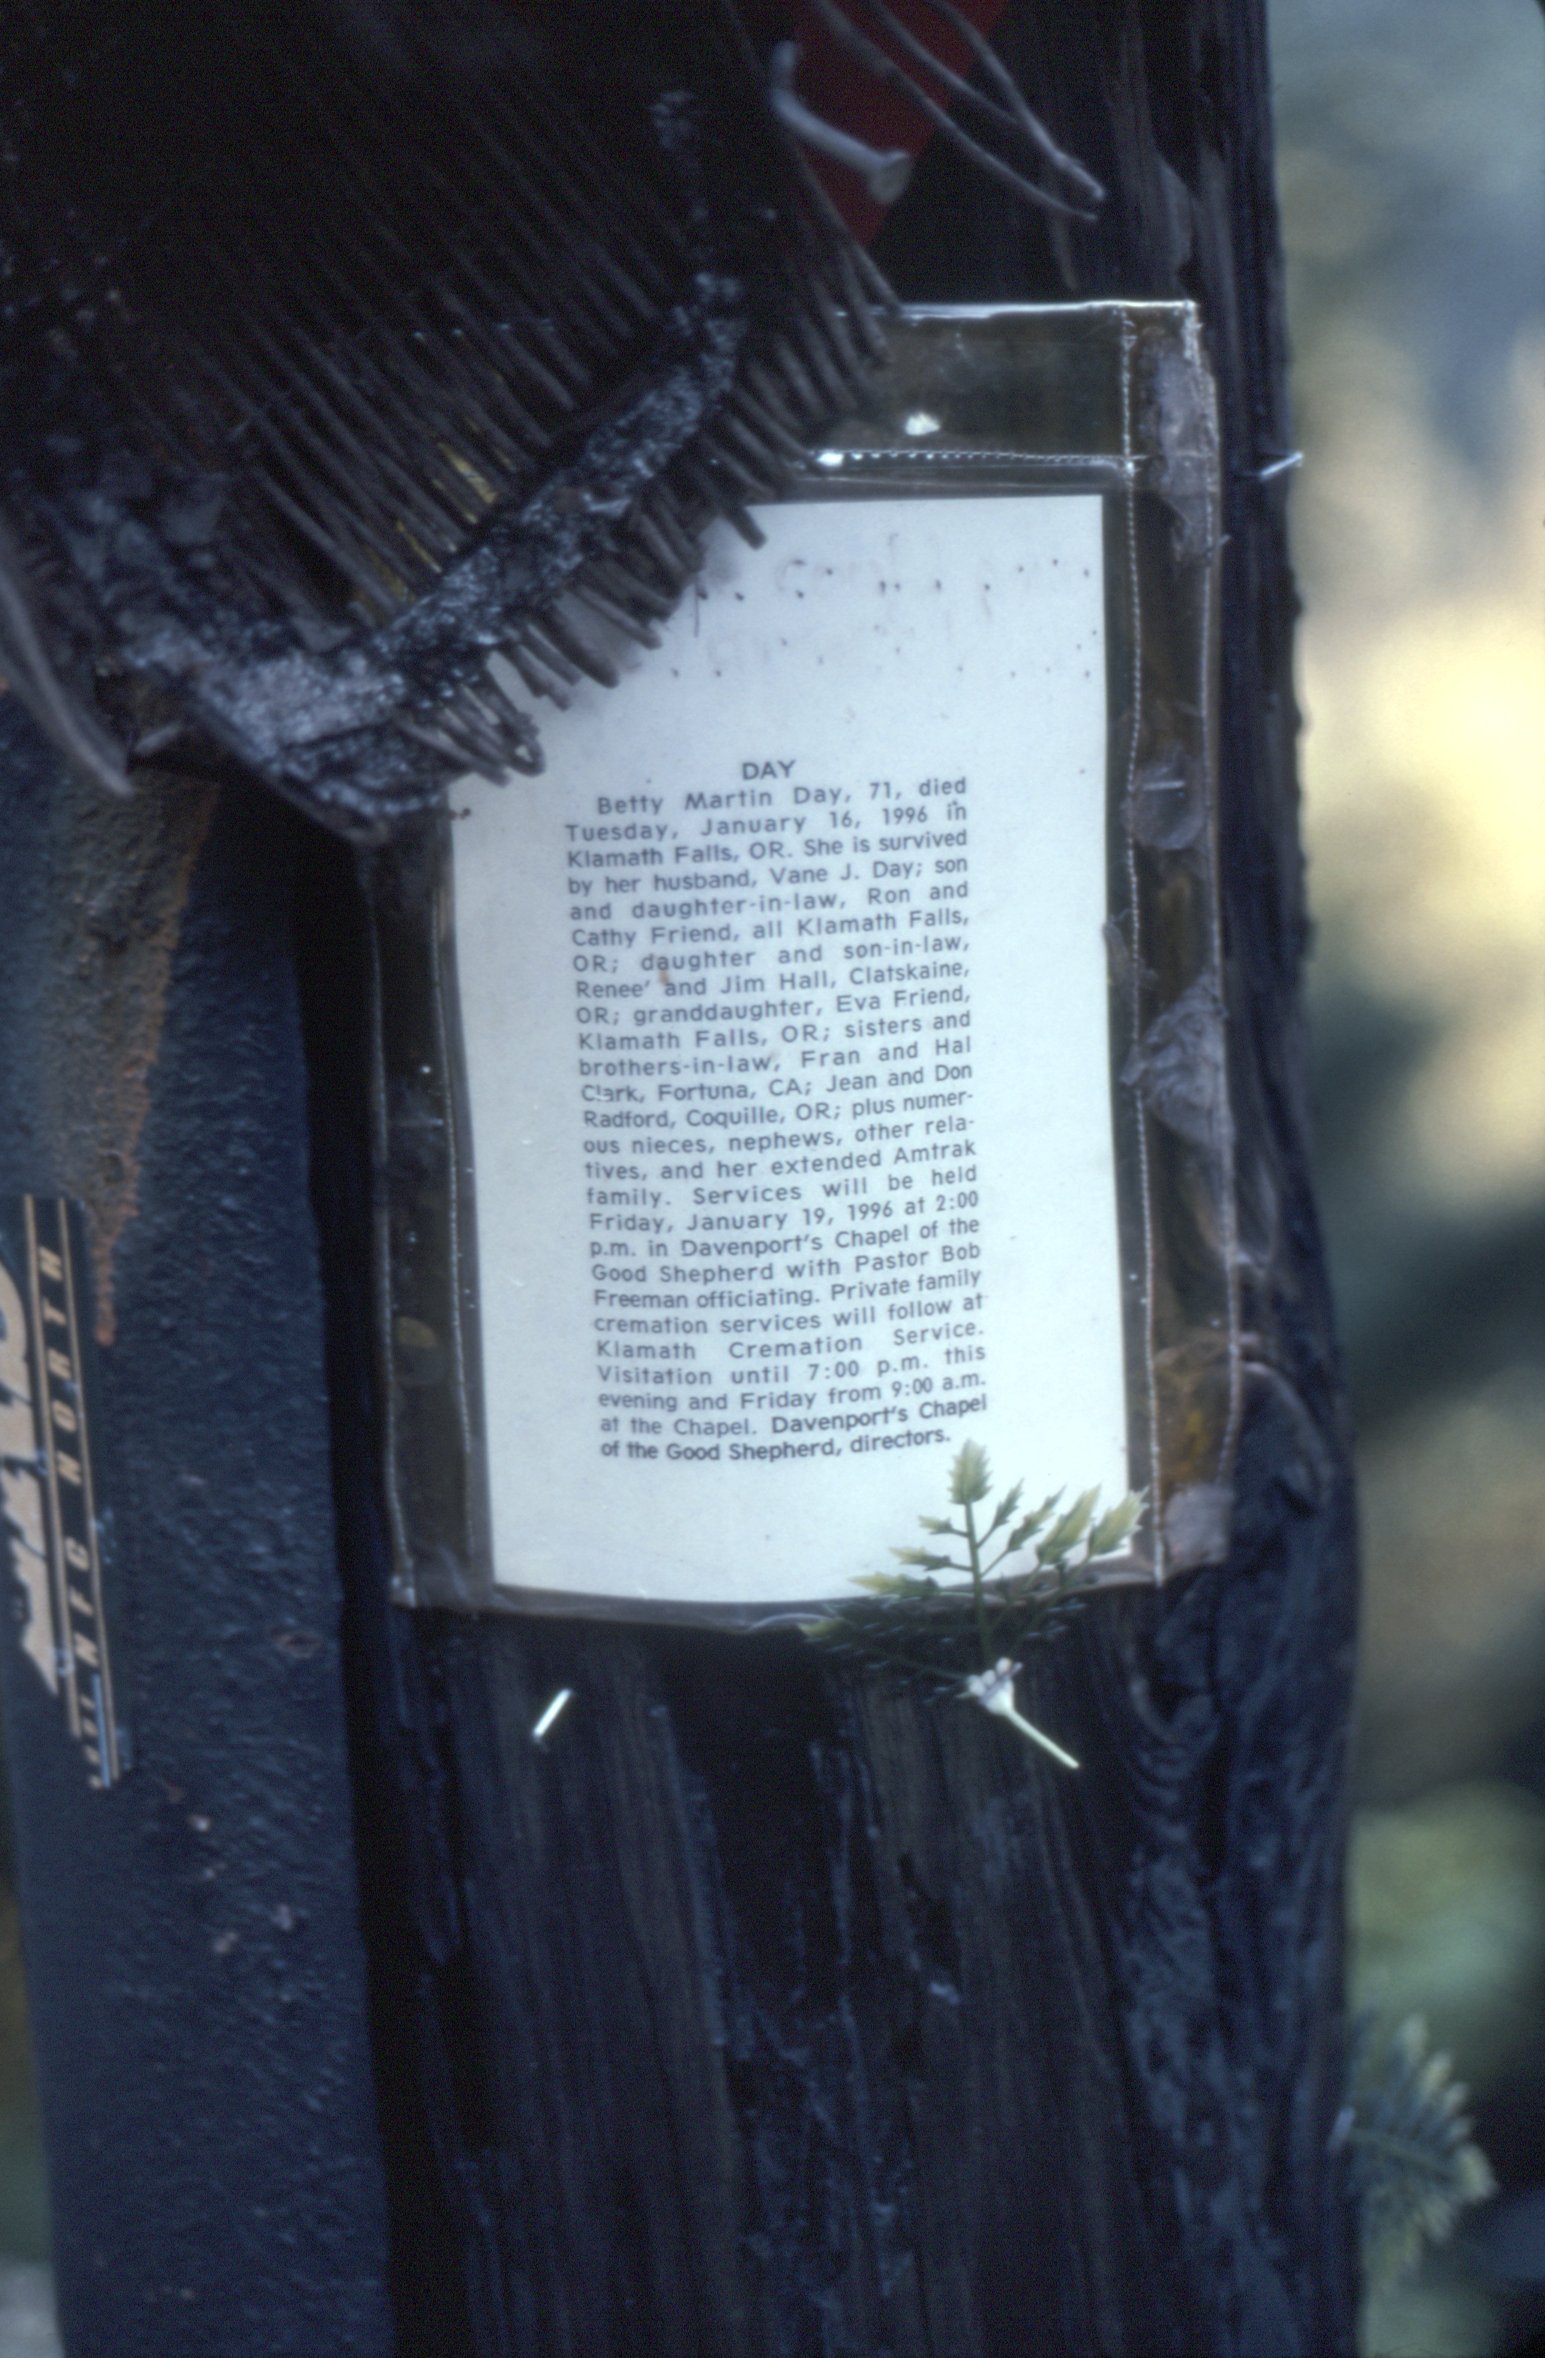 DAY
Betty Martin Day, 71, died
Tuesday, January 16, 1996 in
Klamath Falls, OR. She is survived
by her husband, Vane J. Day; son
and daughter-in-law, Ron and
Cathy Friend, all Klamath Falls,
OR; daughter and son-in-law,
Renee' and Jim Hall, Clatskaine,
OR; granddaughter, Eva Friend,
Klamath Falls, OR; sisters and
brothers-in-law, Fran and Hal
Clark, Fortuna, CA; Jean and Don
Radford, Coquille, OR; plus numer-
ous nieces, nephews, other rela-
tives, and her extended Amtrak
family. Services will be held
Friday, January 19, 1996 at 2:00
p.m. in Davenport's Chapel of the
Good Shepherd with Pastor Bob
Freeman officiating. Private family
cremation services will follow at
Klamath Cremation Service.
Visitation until 7:00 p.m. this
evening and Friday from 9:00 a.m.
at the Chapel. Davenport's Chapel
of the Good Shepherd, directors.
NORTH